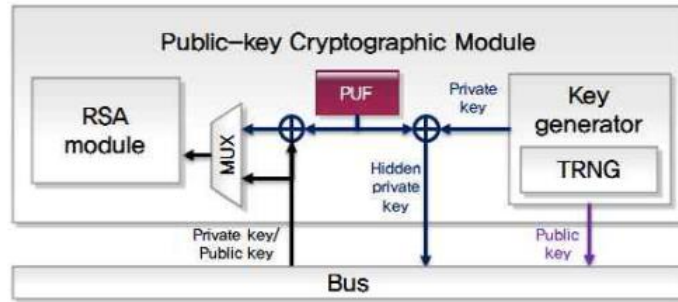 Public-key Cryptographic Module
RSA
module
MUX
PUF
Private
key
Key
generator
TRNG
Hidden
private
key
Private key/
Public key
Public
key
Bus